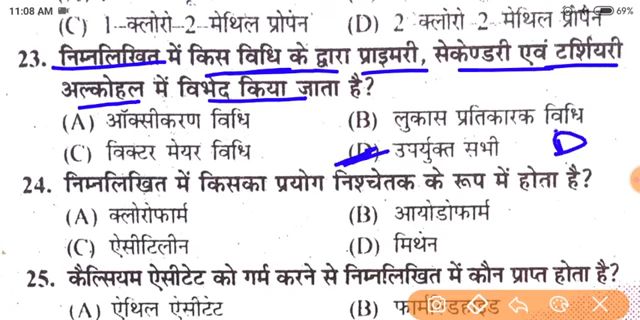 11:08 AM 69%
(C) 1-क्लोरो-2-मेथिल प्रोपेन (D) 2 क्लोरो 2 मेथिल प्रोपेन
23. निम्नलिखित में किस विधि के द्वारा प्राइमरी, सेकेण्डरी एवं टर्शियरी
अल्कोहल में विभेद किया जाता है?
(A) ऑक्सीकरण विधि (B) लुकास प्रतिकारक विधि
(C) विक्टर मेयर विधि (D) उपर्युक्त सभी D
24. निम्नलिखित में किसका प्रयोग निश्चेतक के रूप में होता है?
(A) क्लोरोफार्म (B) आयोडोफार्म
(C) ऐसीटिलीन (D) मिथेन
25. कैल्सियम ऐसीटेट को गर्म करने से निम्नलिखित में कौन प्राप्त होता है?
(A) एथिल ऐसीटेट (B)